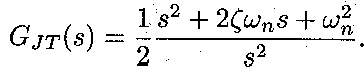 $G_{JT}(s) = \frac{1}{2} \frac{s^2 + 2\zeta\omega_n s + \omega_n^2}{s^2}.$